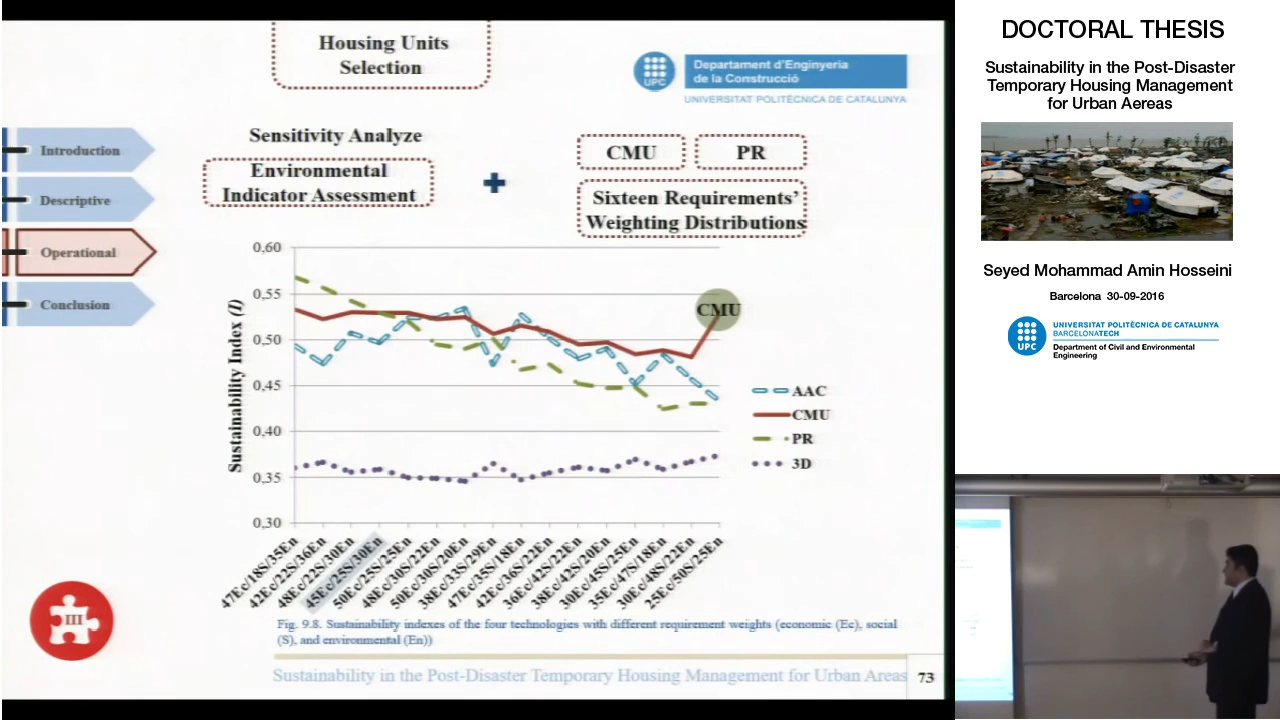 Housing Units
Selection
UPC
Departament d'Enginyeria
de la Construcció
UNIVERSITAT POLITÈCNICA DE CATALUNYA
Introduction
Descriptive
Operational
Conclusion
Sensitivity Analyze
Environmental
Indicator Assessment
CMU
PR
Sixteen Requirements'
Weighting Distributions
Sustainability Index (I)
0,60
0,55
0,50
0,45
0,40
0,35
0,30
CMU
AAC
CMU
PR
3D
47Ec/18S/35En
42Ec/22S/36En
48Ec/22S/30En
45Ec/25S/30En
50Ec/25S/25En
48Ec/30S/22En
50Ec/30S/20En
38Ec/33S/29En
47Ec/35S/18En
42Ec/36S/22En
36Ec/42S/22En
38Ec/42S/20En
30Ec/45S/25En
35Ec/47S/18En
30Ec/48S/22En
25Ec/50S/25En
III
Fig. 9.8. Sustainability indexes of the four technologies with different requirement weights (economic (Ec), social
(S), and environmental (En))
Sustainability in the Post-Disaster Temporary Housing Management for Urban Areas
73
DOCTORAL THESIS
Sustainability in the Post-Disaster
Temporary Housing Management
for Urban Aereas
Seyed Mohammad Amin Hosseini
Barcelona 30-09-2016
UPC
UNIVERSITAT POLITÈCNICA DE CATALUNYA
BARCELONATECH
Department of Civil and Environmental
Engineering